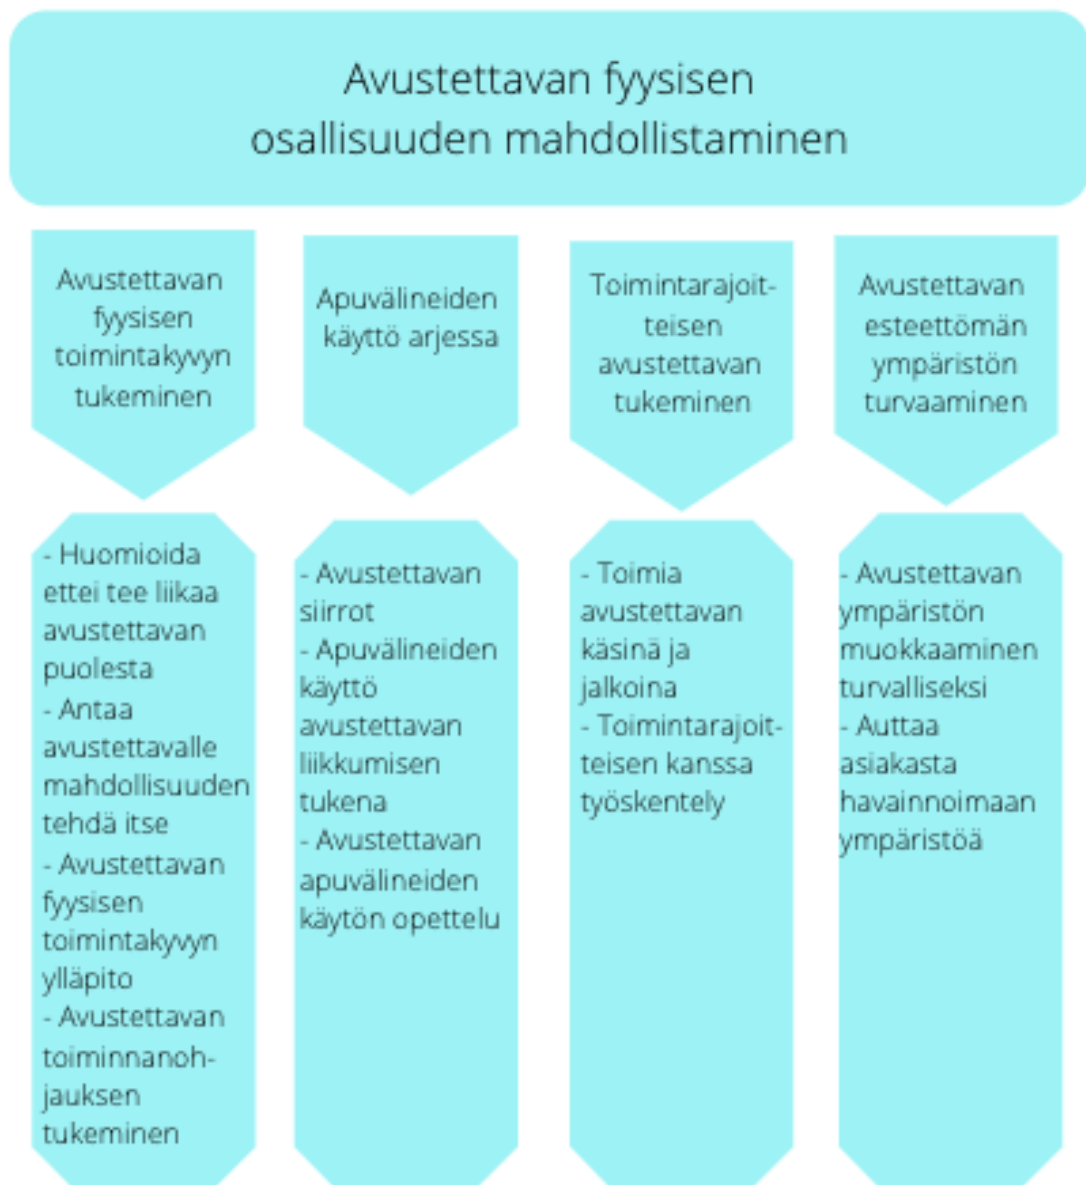 Avustettavan fyysisen
osallisuuden mahdollistaminen
Avustettavan
fyysisen
toimintakyvyn
tukeminen
Apuvälineiden
käyttö arjessa
Toimintarajoit-
teisen
avustettavan
tukeminen
Avustettavan
esteettömän
ympäristön
turvaaminen
- Huomioida
ettei tee liikaa
avustettavan
puolesta
- Antaa
avustettavalle
mahdollisuuden
tehdä itse
- Avustettavan
fyysisen
toimintakyvyn
ylläpito
- Avustettavan
toiminnanoh-
jauksen
tukeminen
- Avustettavan
siirrot
- Apuvälineiden
käyttö
avustettavan
liikkumisen
tukena
- Avustettavan
apuvälineiden
käytön opettelu
- Toimia
avustettavan
käsinä ja
jalkoina
- Toimintarajoit-
teisen kanssa
työskentely
- Avustettavan
ympäristön
muokkaaminen
turvalliseksi
- Auttaa
asiakasta
havainnoimaan
ympäristöä